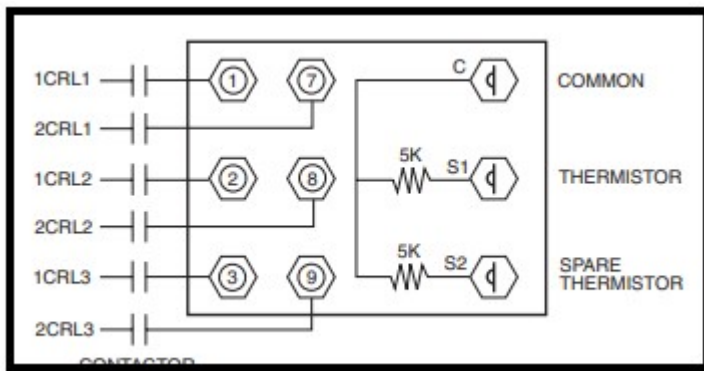 1CRL1
1
7
C
COMMON
2CRL1
5K
S1
1CRL2
2
8
THERMISTOR
2CRL2
5K
S2
1CRL3
3
9
SPARE
THERMISTOR
2CRL3
CONTACTOR